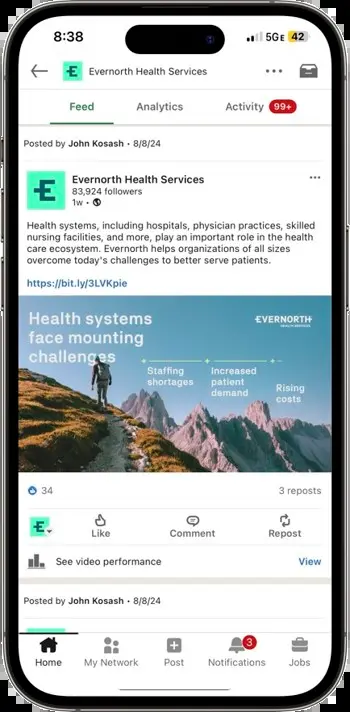 8:38
5GE 42
Evernorth Health Services
Feed
Analytics
Activity 99+
Posted by John Kosash • 8/8/24
Evernorth Health Services
83,924 followers
1w •
Health systems, including hospitals, physician practices, skilled
nursing facilities, and more, play an important role in the health
care ecosystem. Evernorth helps organizations of all sizes
overcome today's challenges to better serve patients.
https://bit.ly/3LVKpie
Health systems
face mounting
challenges
EVERNORTH
HEALTH SERVICES
Staffing
shortages
Increased
patient
demand
Rising
costs
34
3 reposts
Like
Comment
Repost
See video performance
View
Posted by John Kosash • 8/8/24
3
Home
My Network
Post
Notifications
Jobs